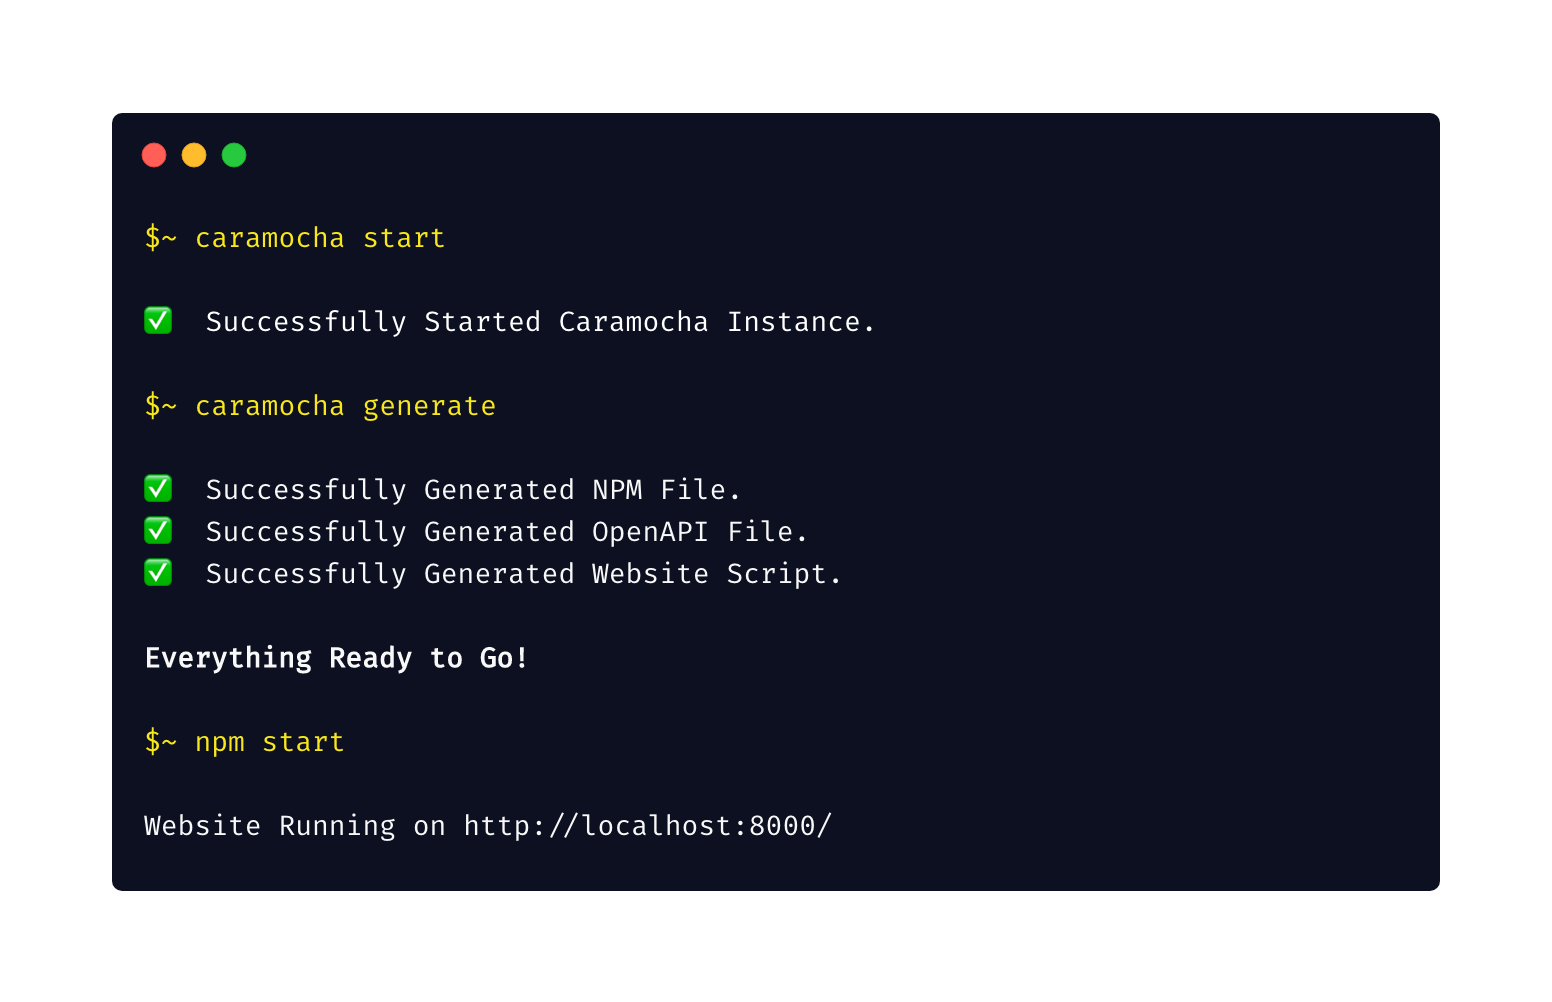 $~ caramocha start
✅ Successfully Started Caramocha Instance.
$~ caramocha generate
✅ Successfully Generated NPM File.
✅ Successfully Generated OpenAPI File.
✅ Successfully Generated Website Script.
Everything Ready to Go!
$~ npm start
Website Running on http://localhost:8000/